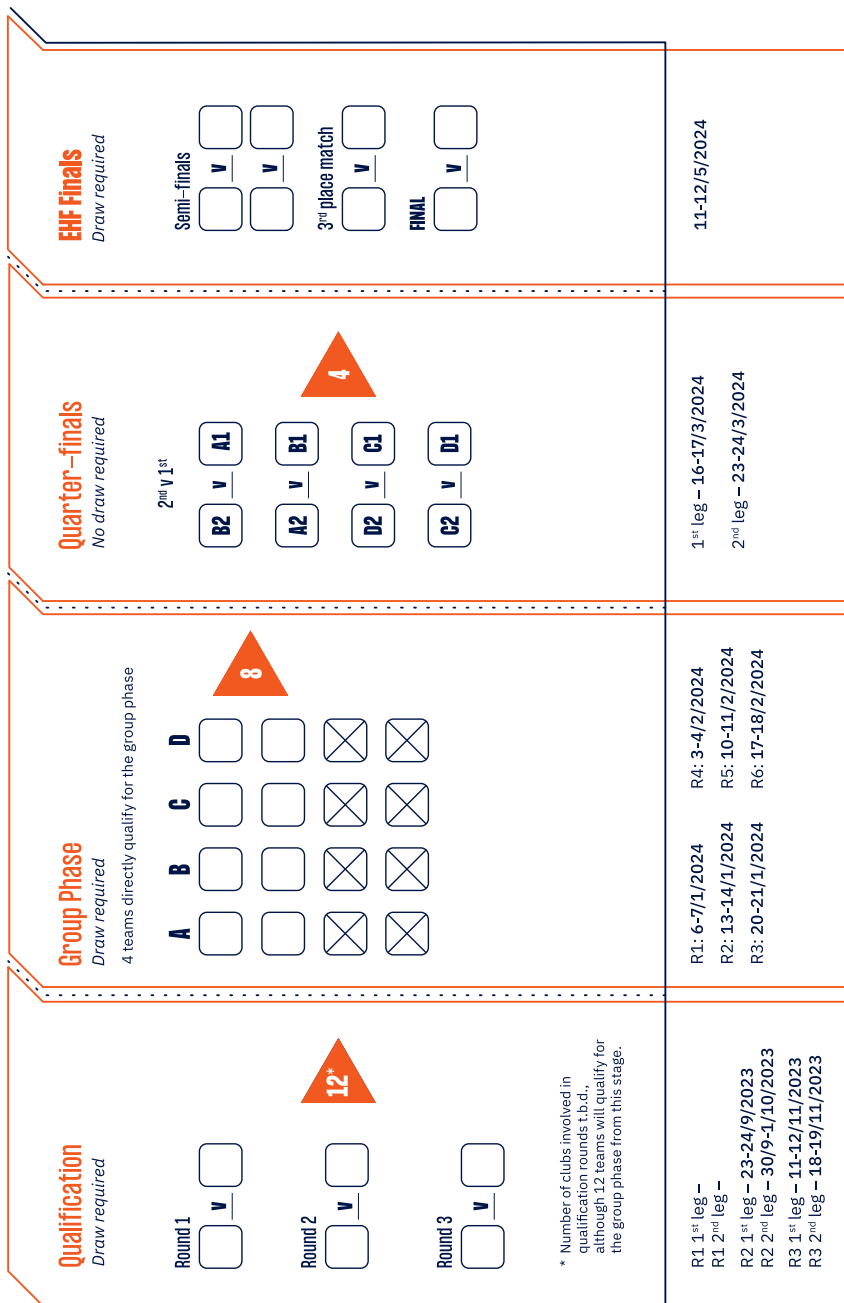 Qualification
Draw required
Round 1
v
Round 2
v
Round 3
v
12*
* Number of clubs involved in
qualification rounds t.b.d.,
although 12 teams will qualify for
the group phase from this stage.
R1 1st leg –
R1 2nd leg –
R2 1st leg – 23-24/9/2023
R2 2nd leg – 30/9-1/10/2023
R3 1st leg – 11-12/11/2023
R3 2nd leg – 18-19/11/2023
Group Phase
Draw required
4 teams directly qualify for the group phase
A B C D
8
R1: 6-7/1/2024
R2: 13-14/1/2024
R3: 20-21/1/2024
R4: 3-4/2/2024
R5: 10-11/2/2024
R6: 17-18/2/2024
Quarter-finals
No draw required
2nd v 1st
B2 v A1
A2 v B1
D2 v C1
C2 v D1
4
1st leg – 16-17/3/2024
2nd leg – 23-24/3/2024
EHF Finals
Draw required
Semi-finals
v
v
3rd place match
v
FINAL
v
11-12/5/2024